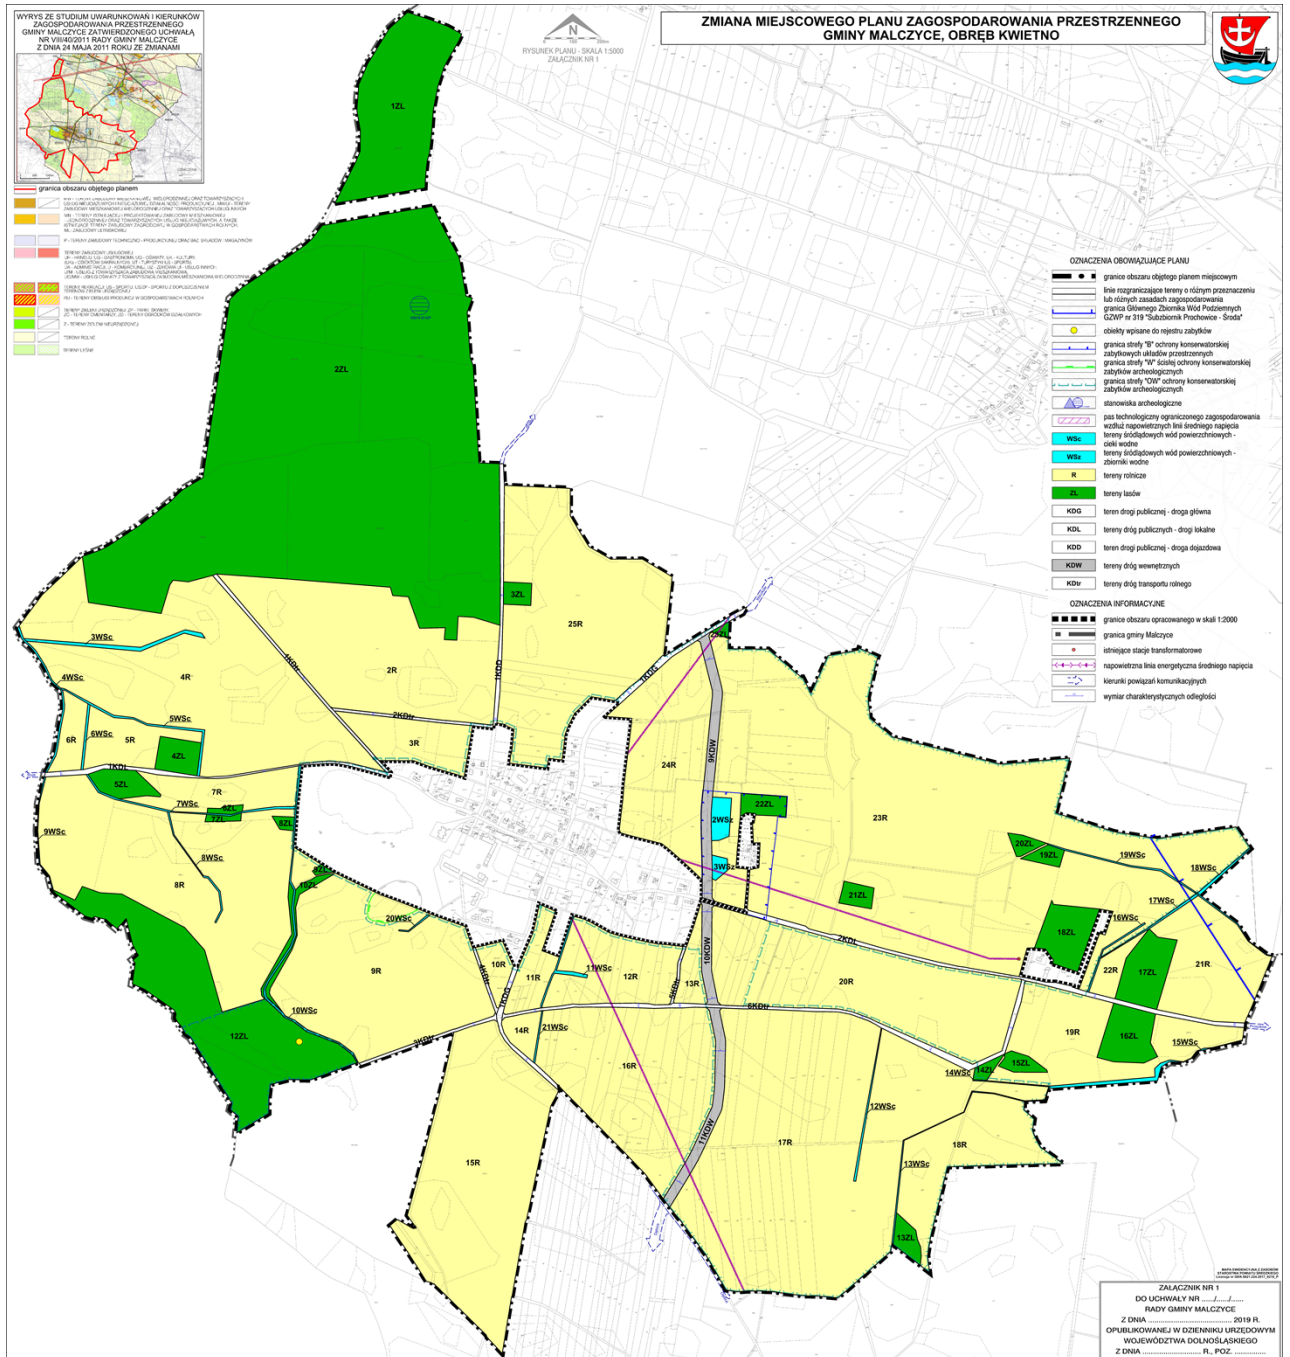 WYRYS ZE STUDIUM UWARUNKOWAŃ I KIERUNKÓW
ZAGOSPODAROWANIA PRZESTRZENNEGO
GMINY MALCZYCE ZATWIERDZONEGO UCHWAŁĄ
NR VIII/40/2011 RADY GMINY MALCZYCE
Z DNIA 24 MAJA 2011 ROKU ZE ZMIANAMI
granica obszaru objętego planem
TERENY ROLNE
TERENY LEŚNE
N
RYSUNEK PLANU - SKALA 1:5000
ZAŁĄCZNIK NR 1
ZMIANA MIEJSCOWEGO PLANU ZAGOSPODAROWANIA PRZESTRZENNEGO
GMINY MALCZYCE, OBRĘB KWIETNO
OZNACZENIA OBOWIĄZUJĄCE PLANU
granice obszaru objętego planem miejscowym
linie rozgraniczające tereny o różnym przeznaczeniu
lub różnych zasadach zagospodarowania
granica Głównego Zbiornika Wód Podziemnych
GZWP nr 319 "Subzbiornik Prochowice - Środa"
obiekty wpisane do rejestru zabytków
granica strefy "B" ochrony konserwatorskiej
zabytkowych układów przestrzennych
granica strefy "W" ścisłej ochrony konserwatorskiej
zabytków archeologicznych
granica strefy "OW" ochrony konserwatorskiej
zabytków archeologicznych
stanowiska archeologiczne
pas technologiczny ograniczonego zagospodarowania
wzdłuż napowietrznych linii średniego napięcia
WSc tereny śródlądowych wód powierzchniowych -
cieki wodne
WSz tereny śródlądowych wód powierzchniowych -
zbiorniki wodne
R tereny rolnicze
ZL tereny lasów
KDG teren drogi publicznej - droga główna
KDL tereny dróg publicznych - drogi lokalne
KDD teren drogi publicznej - droga dojazdowa
KDW tereny dróg wewnętrznych
KDtr tereny dróg transportu rolnego
OZNACZENIA INFORMACYJNE
granice obszaru opracowanego w skali 1:2000
granica gminy Malczyce
istniejące stacje transformatorowe
napowietrzna linia energetyczna średniego napięcia
kierunki powiązań komunikacyjnych
wymiar charakterystycznych odległości
1ZL
2ZL
3ZL
25R
23ZL
3WSc
1KDtr
2R
1KDD
1KDG
4R
4WSc
5WSc
2KDtr
6R
6WSc
5R
3R
4ZL
9KDW
24R
1KDL
5ZL
7R
7WSc
6ZL
7ZL
8ZL
22ZL
2WSz
23R
9WSc
8WSc
20ZL
19ZL
19WSc
18WSc
3WSz
9ZL
10ZL
8R
21ZL
17WSc
16WSc
20WSc
18ZL
2KDL
10KDW
9R
4KDtr
10R
11R
11WSc
12R
5KDtr
13R
20R
22R
17ZL
21R
1KDG
10WSc
12ZL
3KDtr
14R
21WSc
6KDtr
19R
16ZL
15WSc
16R
14WSc
14ZL
15ZL
12WSc
11KDW
17R
18R
15R
13WSc
13ZL
ZAŁĄCZNIK NR 1
DO UCHWAŁY NR ....../....../......
RADY GMINY MALCZYCE
Z DNIA .................................... 2019 R.
OPUBLIKOWANEJ W DZIENNIKU URZĘDOWYM
WOJEWÓDZTWA DOLNOŚLĄSKIEGO
Z DNIA ......................... R., POZ. .............